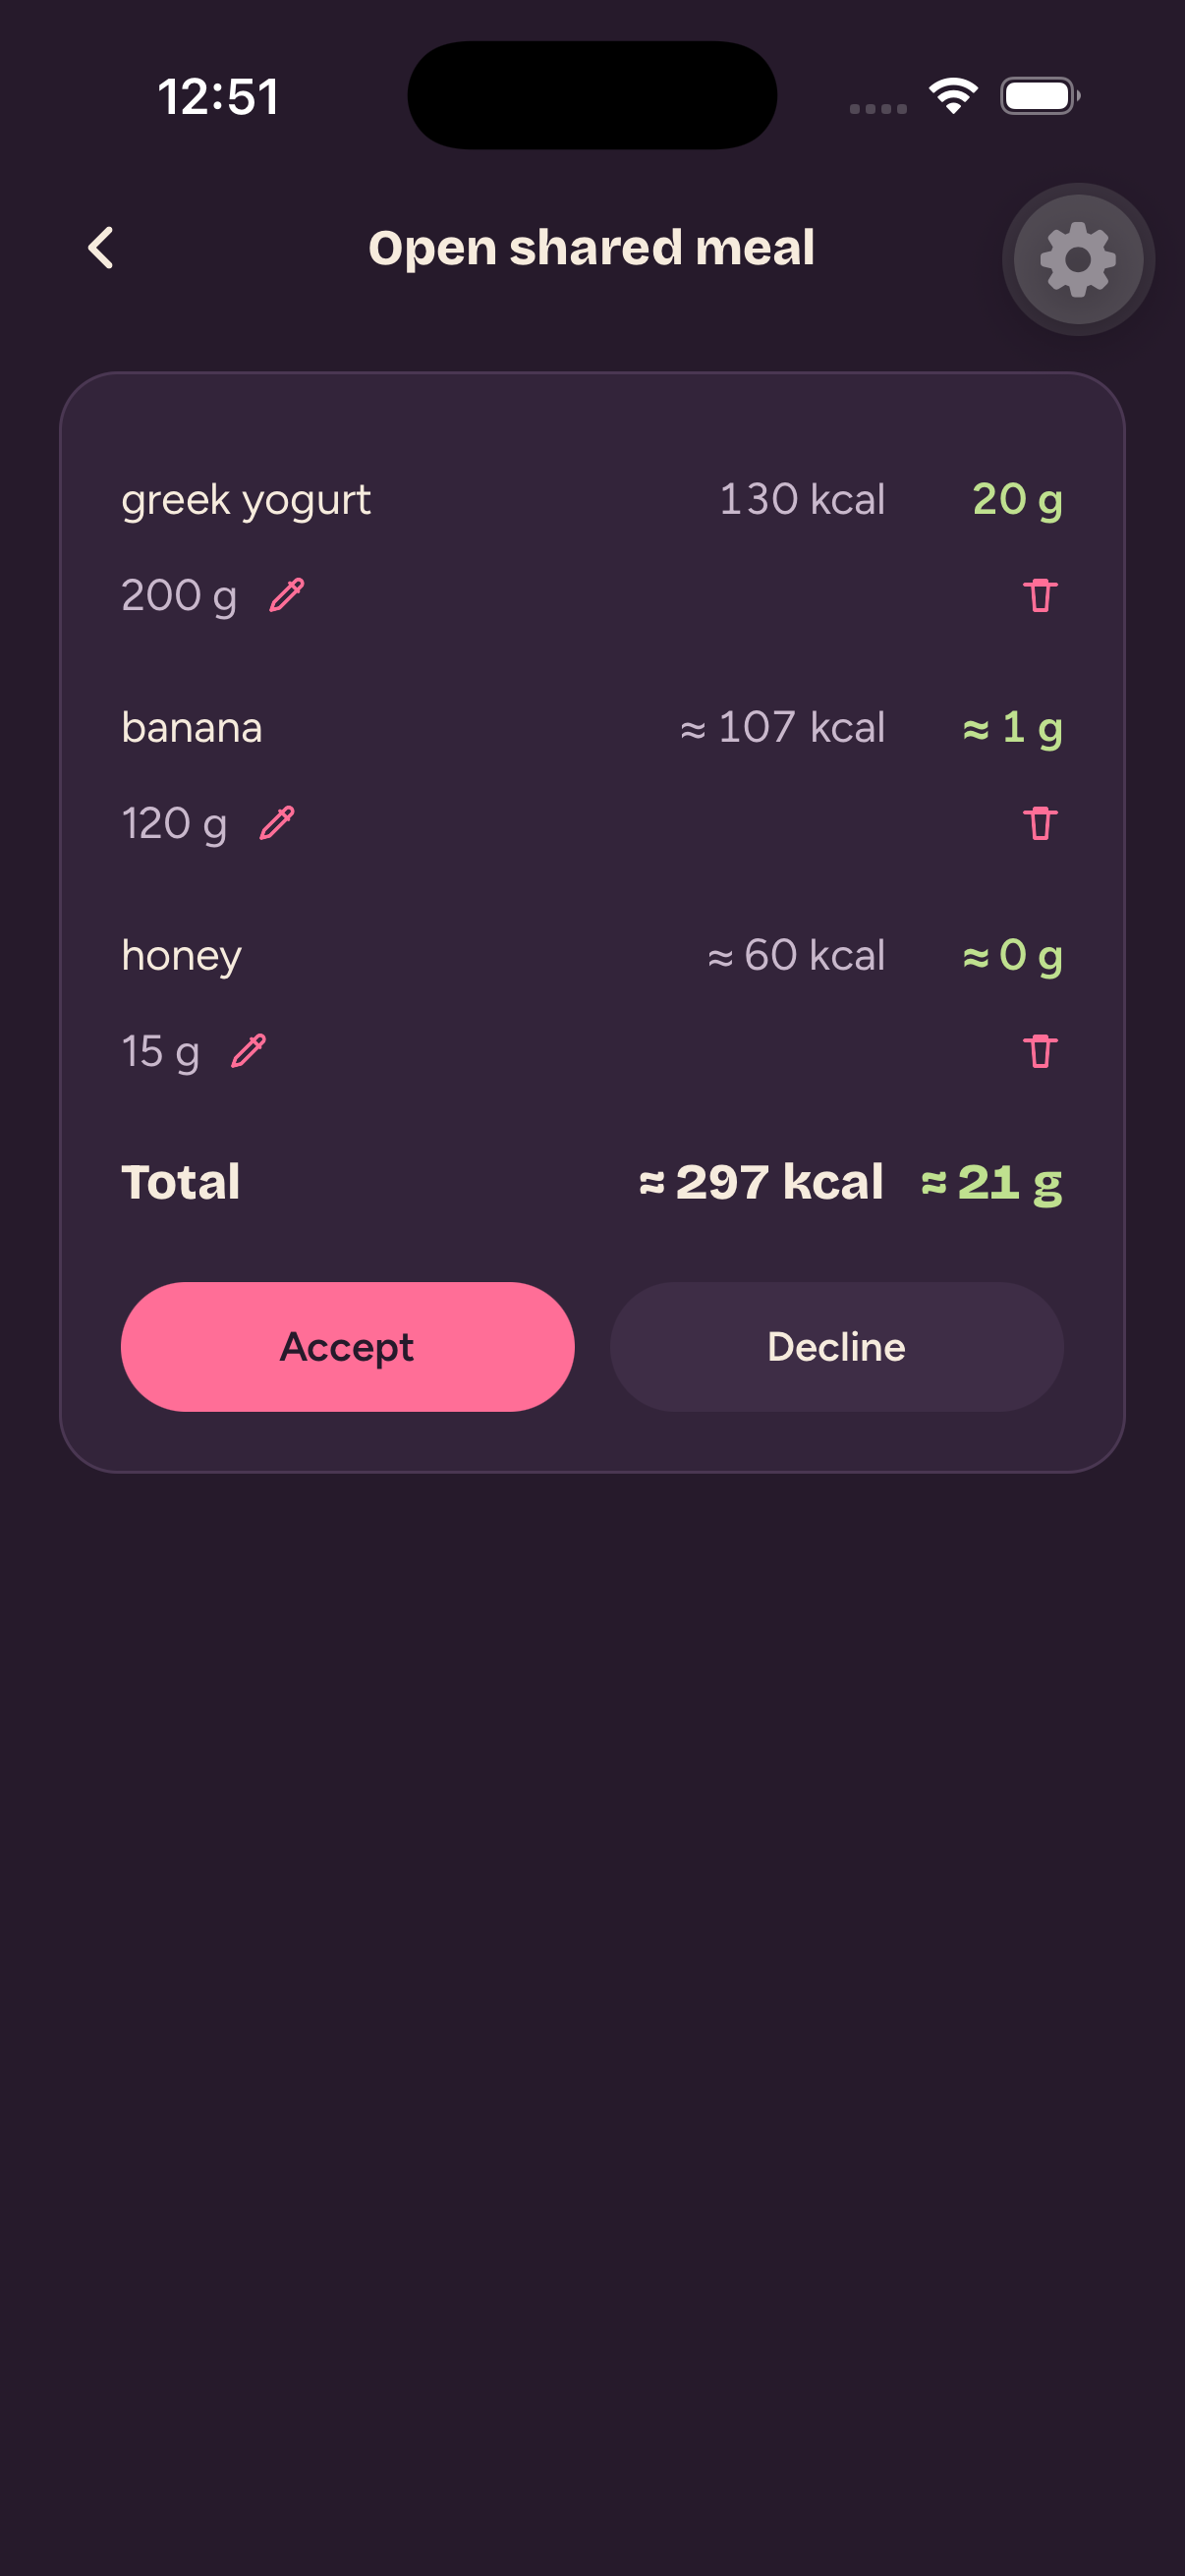 12:51
Open shared meal
greek yogurt 130 kcal 20 g
200 g
banana ≈ 107 kcal ≈ 1 g
120 g
honey ≈ 60 kcal ≈ 0 g
15 g
Total ≈ 297 kcal ≈ 21 g
Accept Decline